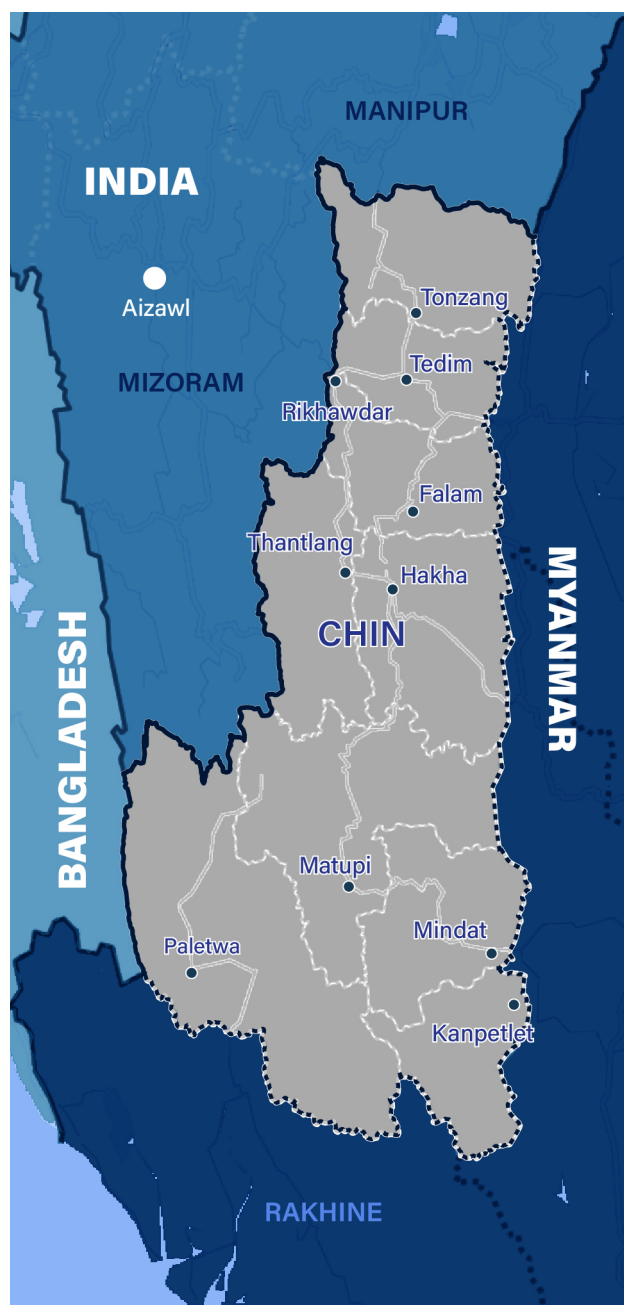 MANIPUR
INDIA
Aizawl
Tonzang
MIZORAM
Tedim
Rikhawdar
Falam
Thantlang
Hakha
CHIN
MYANMAR
BANGLADESH
Matupi
Mindat
Paletwa
Kanpetlet
RAKHINE